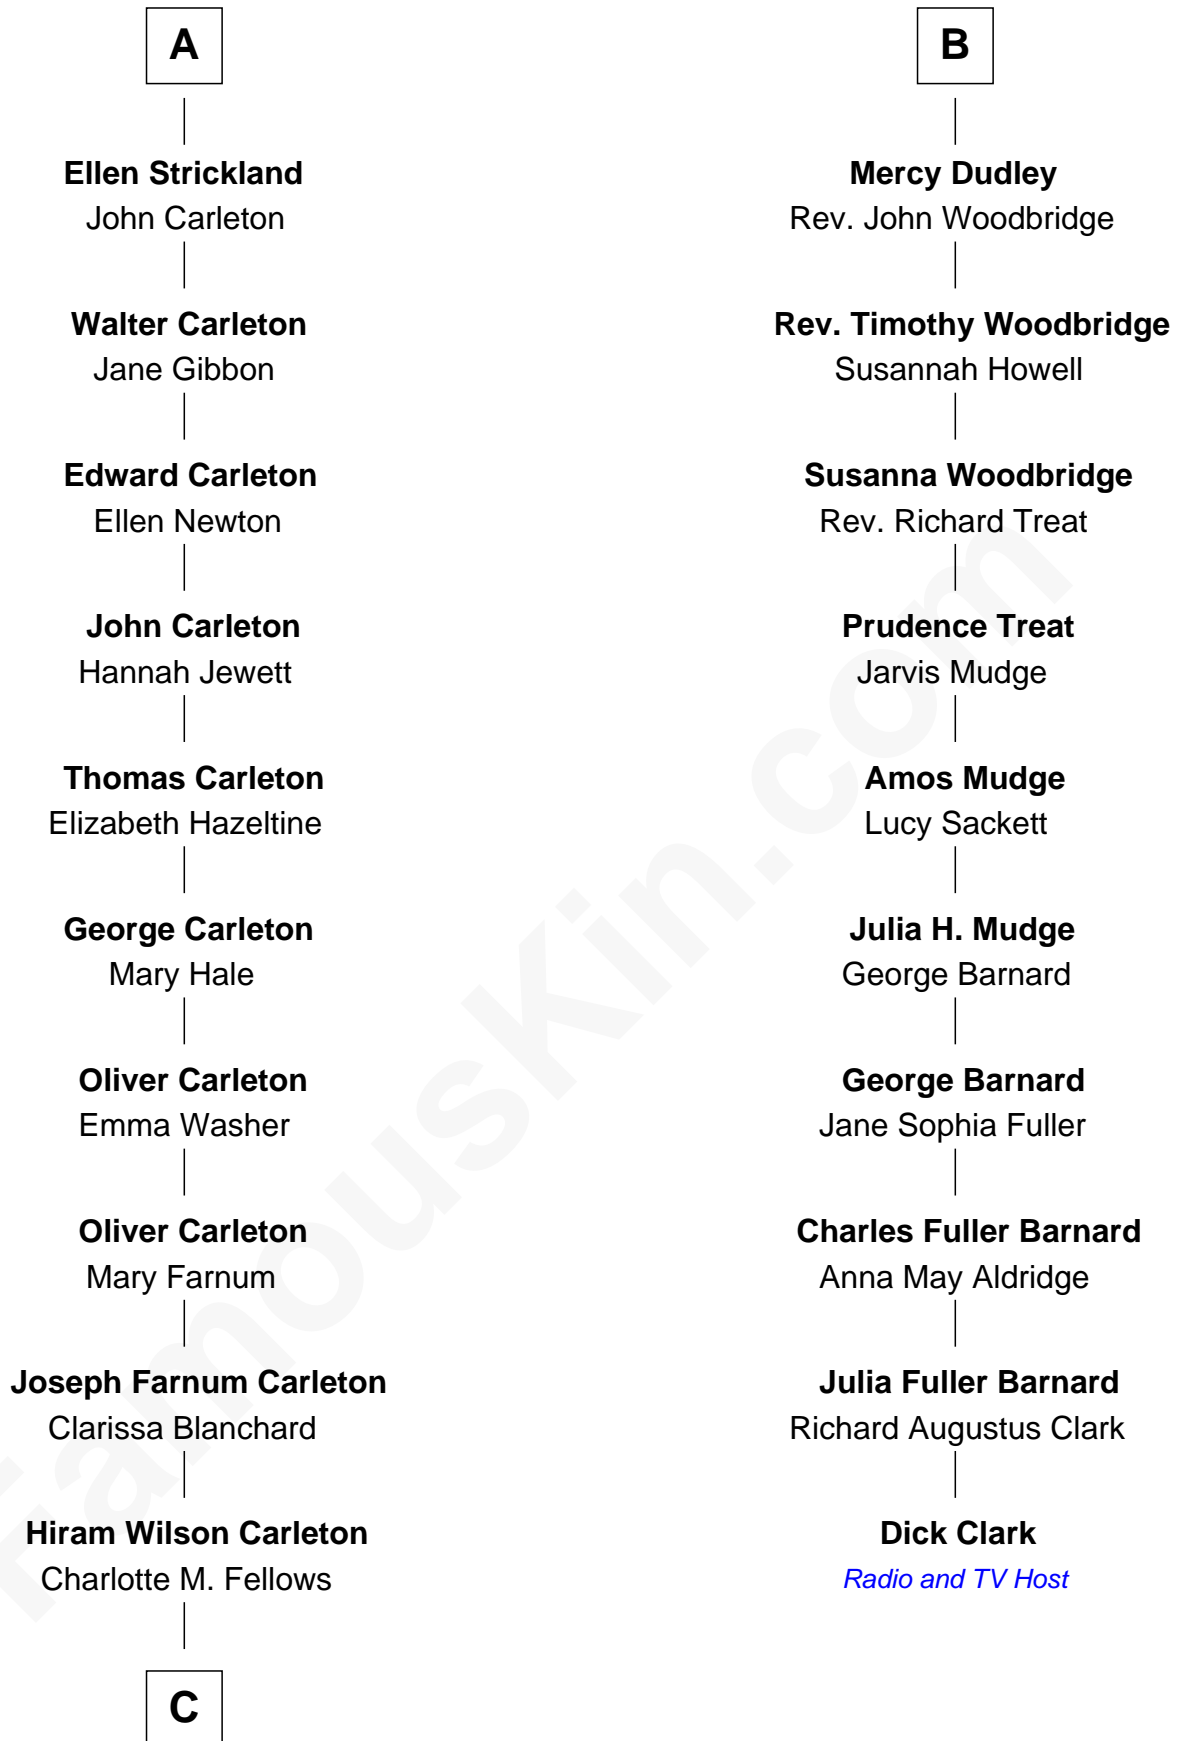 A
Ellen Strickland
John Carleton
Walter Carleton
Jane Gibbon
Edward Carleton
Ellen Newton
John Carleton
Hannah Jewett
Thomas Carleton
Elizabeth Hazeltine
George Carleton
Mary Hale
Oliver Carleton
Emma Washer
Oliver Carleton
Mary Farnum
Joseph Farnum Carleton
Clarissa Blanchard
Hiram Wilson Carleton
Charlotte M. Fellows
C
B
Mercy Dudley
Rev. John Woodbridge
Rev. Timothy Woodbridge
Susannah Howell
Susanna Woodbridge
Rev. Richard Treat
Prudence Treat
Jarvis Mudge
Amos Mudge
Lucy Sackett
Julia H. Mudge
George Barnard
George Barnard
Jane Sophia Fuller
Charles Fuller Barnard
Anna May Aldridge
Julia Fuller Barnard
Richard Augustus Clark
Dick Clark
Radio and TV Host
FamousKin.com